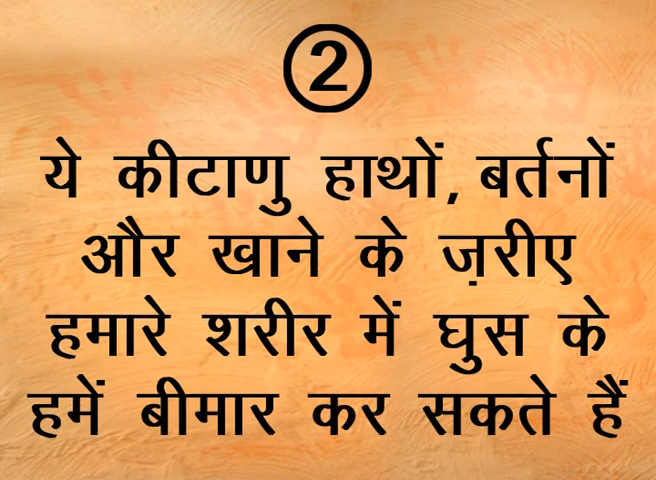 2
ये कीटाणु हाथों, बर्तनों
और खाने के ज़रीए
हमारे शरीर में घुस के
हमें बीमार कर सकते हैं